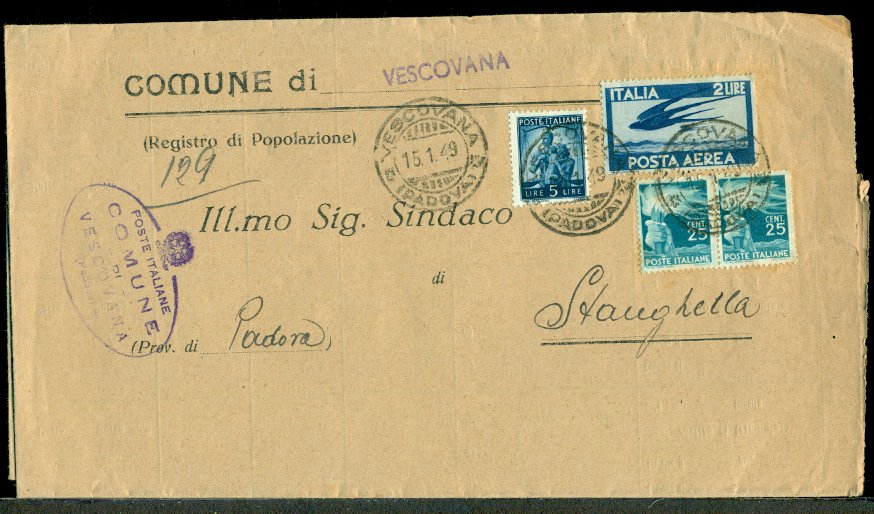 COMUNE di VESCOVANA
(Registro di Popolazione)
129
VESCOVANA
15.1.49
(PADOVA)
POSTE ITALIANE
LIRE 5 LIRE
ITALIA 2 LIRE
POSTA AEREA
CENT. 25
POSTE ITALIANE
CENT. 25
POSTE ITALIANE
Ill.mo Sig. Sindaco
di
Stanghella
(Prov. di Padova)
POSTE ITALIANE
COMUNE
DI
VESCOVANA